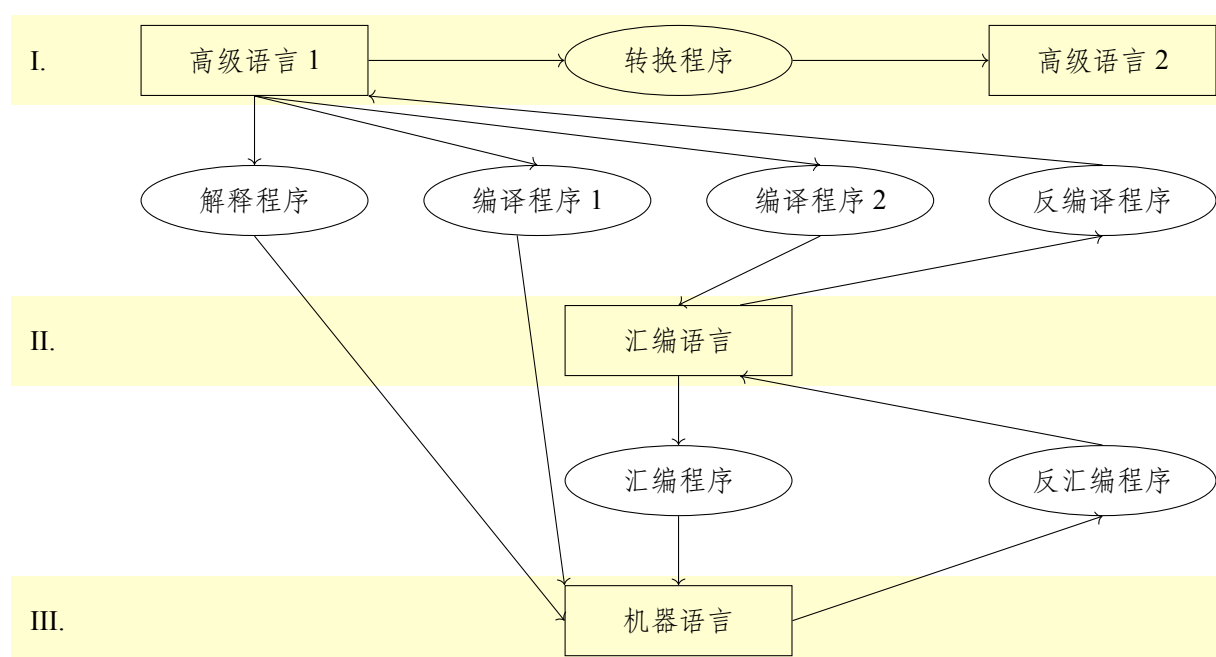 I. 高级语言 1 转换程序 高级语言 2
解释程序 编译程序 1 编译程序 2 反编译程序
II. 汇编语言
汇编程序 反汇编程序
III. 机器语言